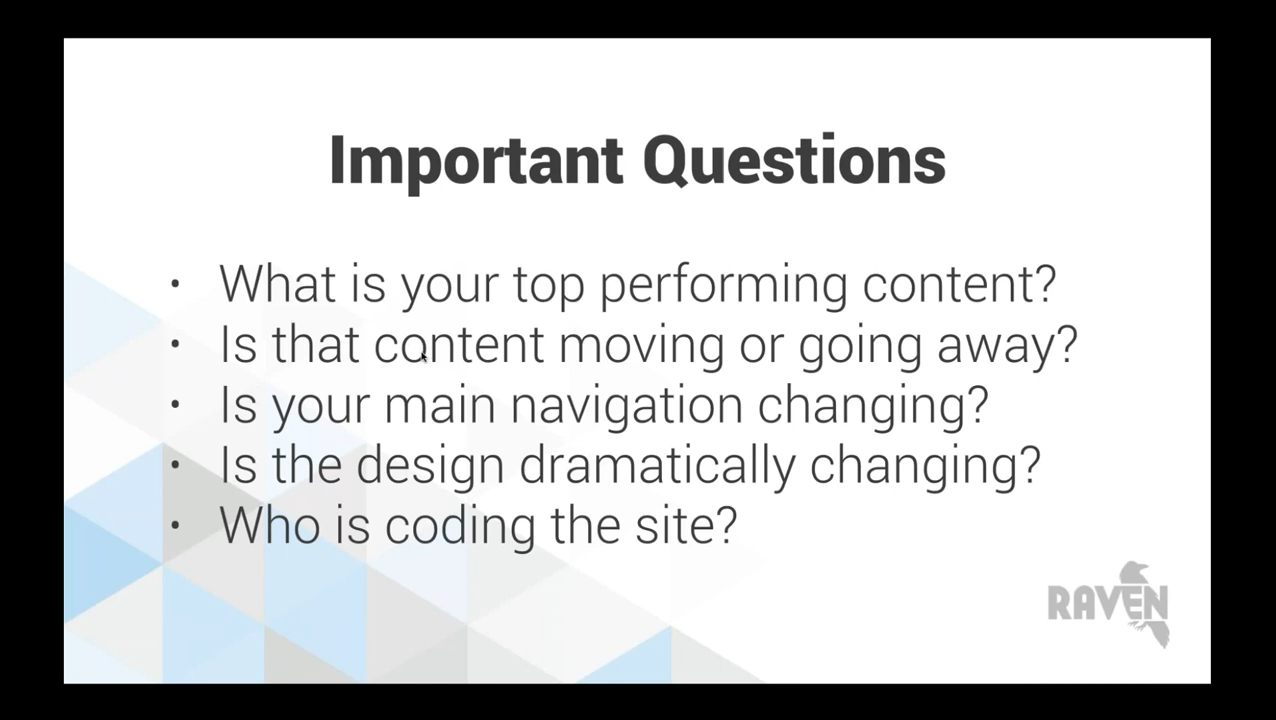 Important Questions
• What is your top performing content?
• Is that content moving or going away?
• Is your main navigation changing?
• Is the design dramatically changing?
• Who is coding the site?
RAVEN